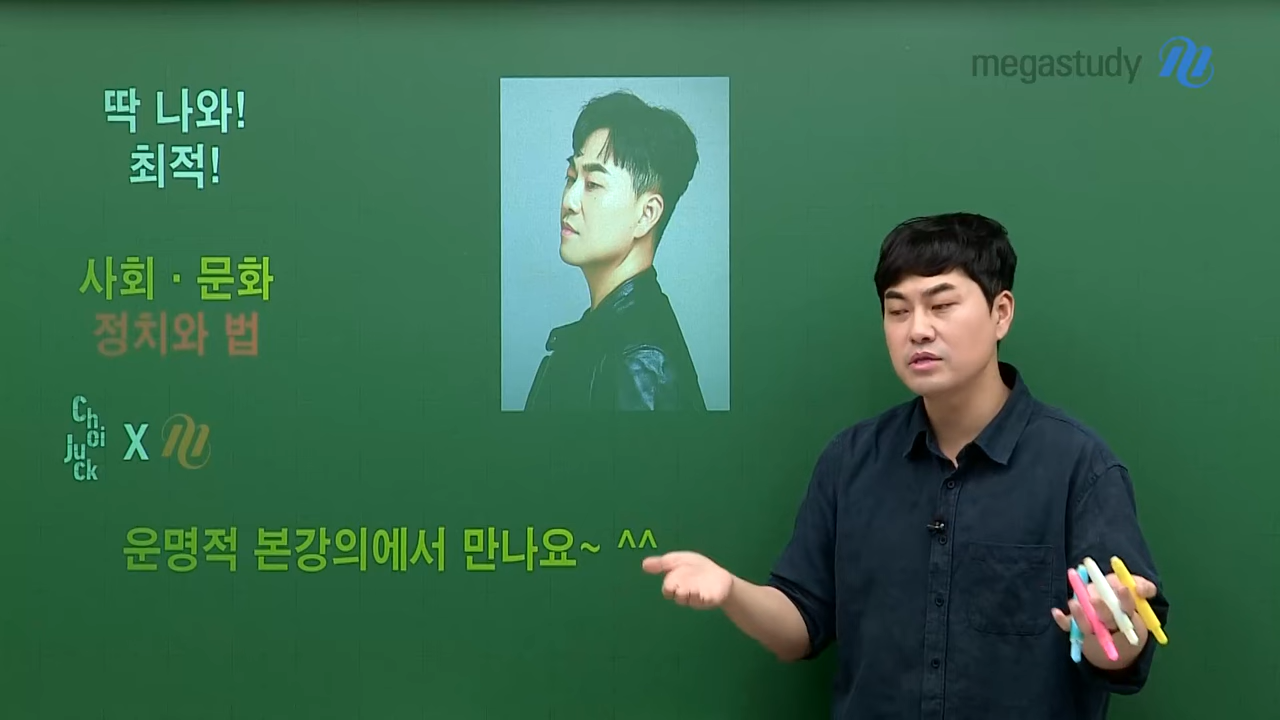 megastudy
딱 나와!
최적!
사회 · 문화
정치와 법
Choi Juck X
운명적 본강의에서 만나요~ ^^